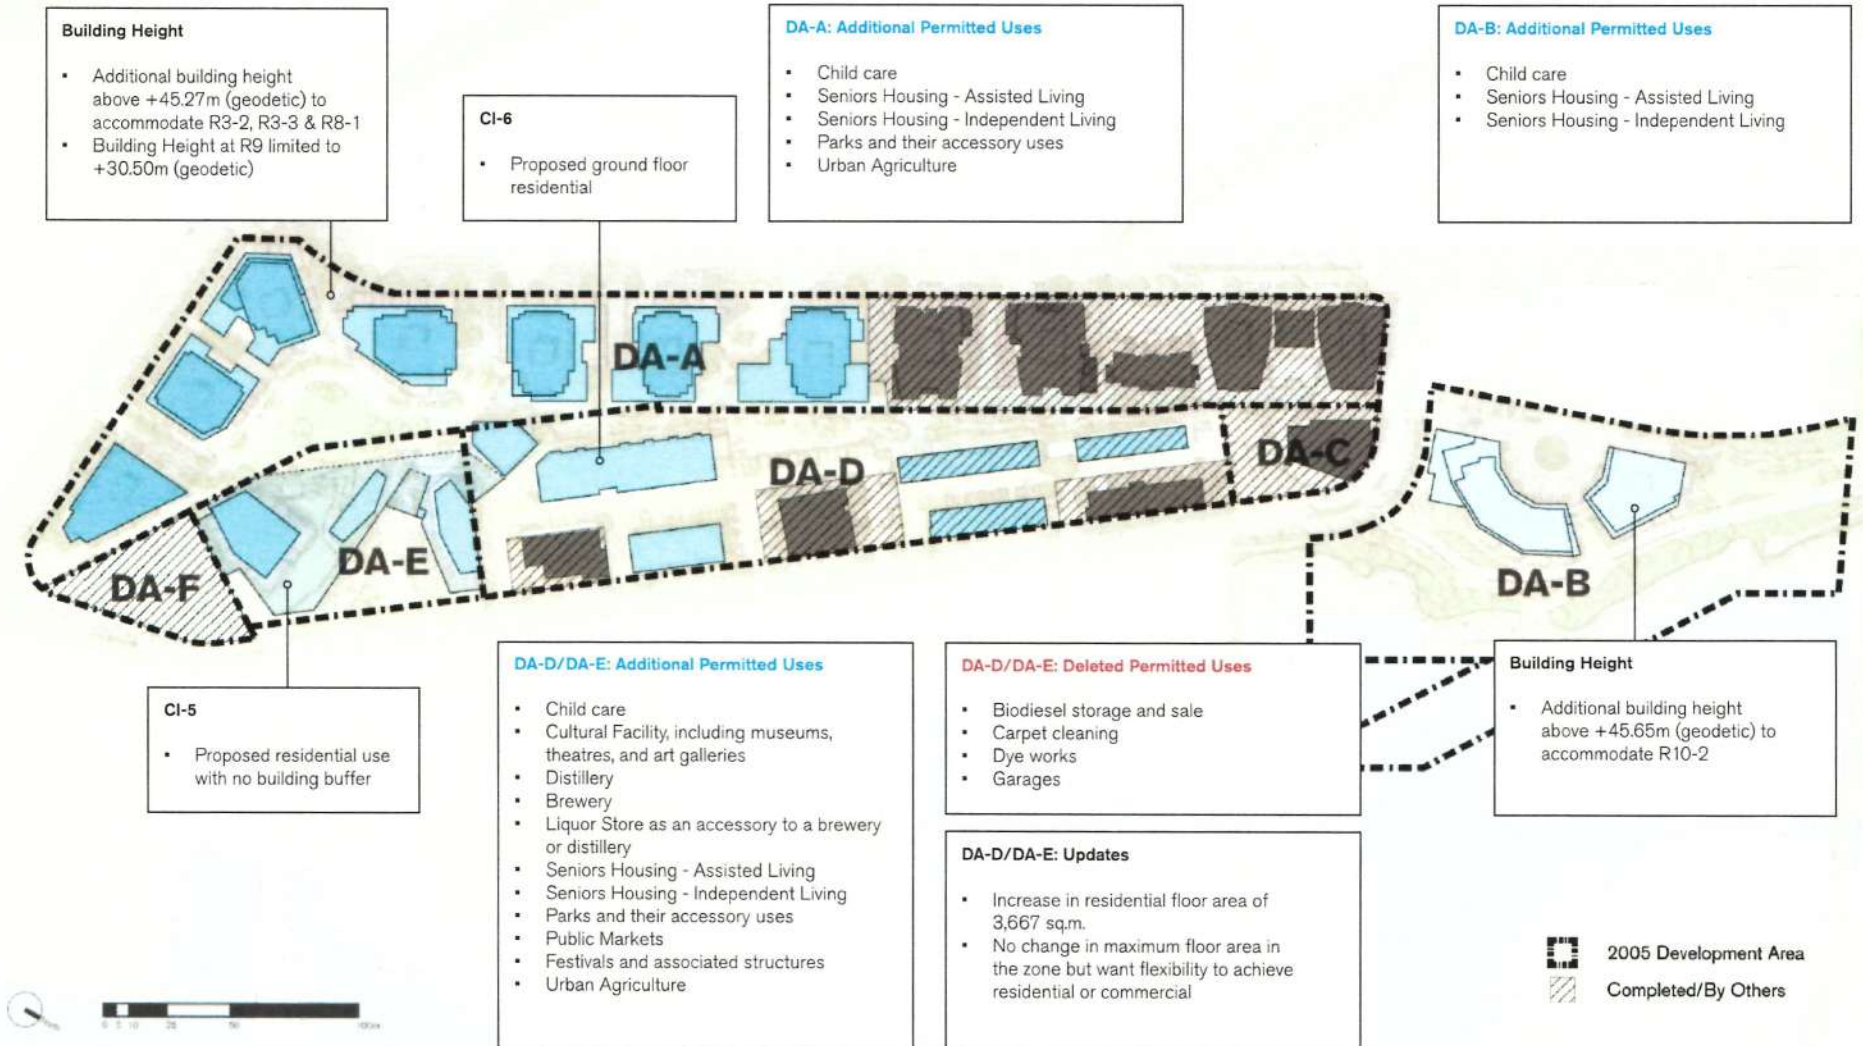 Building Height
▪ Additional building height
above +45.27m (geodetic) to
accommodate R3-2, R3-3 & R8-1
▪ Building Height at R9 limited to
+30.50m (geodetic)
CI-6
▪ Proposed ground floor
residential
DA-A: Additional Permitted Uses
▪ Child care
▪ Seniors Housing - Assisted Living
▪ Seniors Housing - Independent Living
▪ Parks and their accessory uses
▪ Urban Agriculture
DA-B: Additional Permitted Uses
▪ Child care
▪ Seniors Housing - Assisted Living
▪ Seniors Housing - Independent Living
DA-A
DA-D
DA-C
DA-E
DA-F
DA-B
CI-5
▪ Proposed residential use
with no building buffer
DA-D/DA-E: Additional Permitted Uses
▪ Child care
▪ Cultural Facility, including museums,
theatres, and art galleries
▪ Distillery
▪ Brewery
▪ Liquor Store as an accessory to a brewery
or distillery
▪ Seniors Housing - Assisted Living
▪ Seniors Housing - Independent Living
▪ Parks and their accessory uses
▪ Public Markets
▪ Festivals and associated structures
▪ Urban Agriculture
DA-D/DA-E: Deleted Permitted Uses
▪ Biodiesel storage and sale
▪ Carpet cleaning
▪ Dye works
▪ Garages
DA-D/DA-E: Updates
▪ Increase in residential floor area of
3,667 sq.m.
▪ No change in maximum floor area in
the zone but want flexibility to achieve
residential or commercial
Building Height
▪ Additional building height
above +45.65m (geodetic) to
accommodate R10-2
2005 Development Area
Completed/By Others
0 5 10 25 50